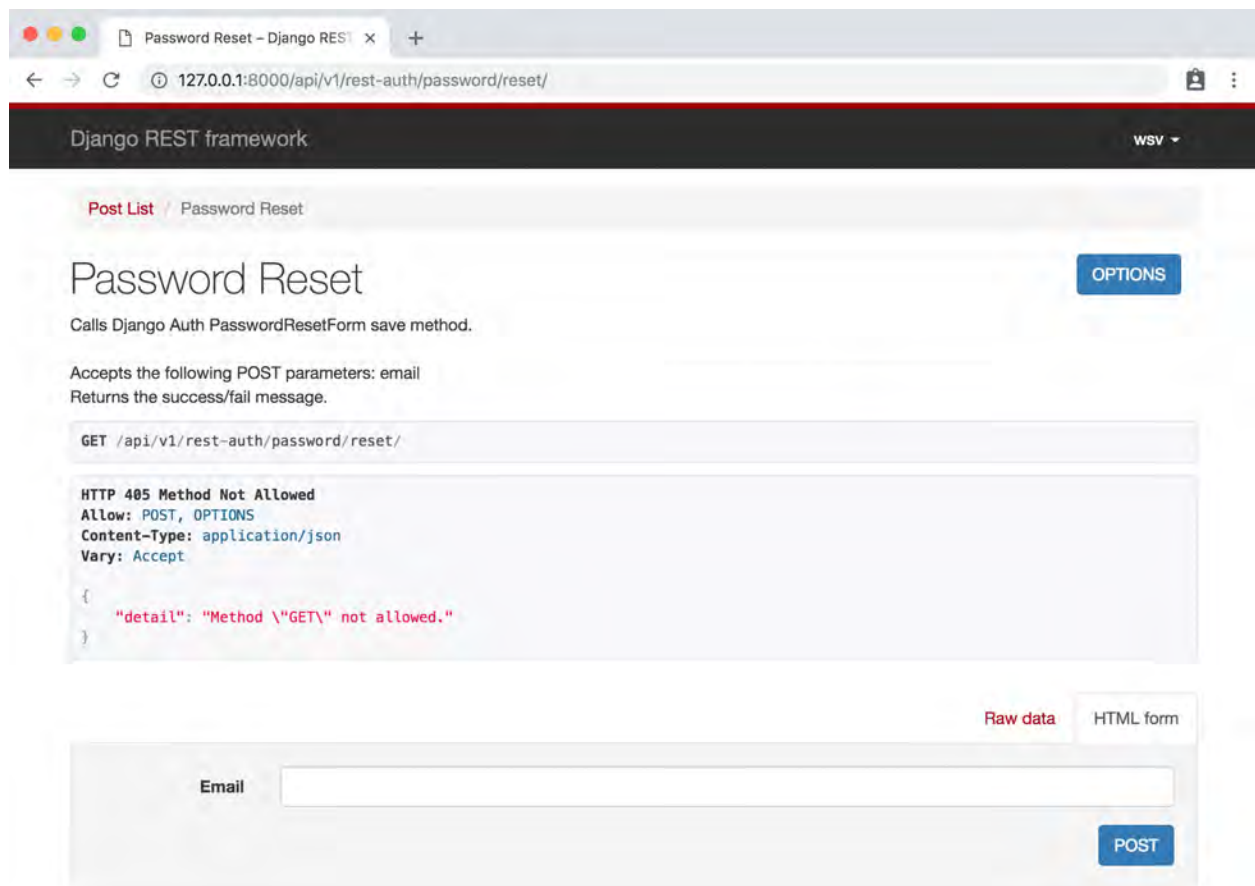 Password Reset – Django REST
127.0.0.1:8000/api/v1/rest-auth/password/reset/
Django REST framework
wsv
Post List / Password Reset
Password Reset
OPTIONS
Calls Django Auth PasswordResetForm save method.
Accepts the following POST parameters: email
Returns the success/fail message.
GET /api/v1/rest-auth/password/reset/
HTTP 405 Method Not Allowed
Allow: POST, OPTIONS
Content-Type: application/json
Vary: Accept
{
"detail": "Method \"GET\" not allowed."
}
Raw data
HTML form
Email
POST